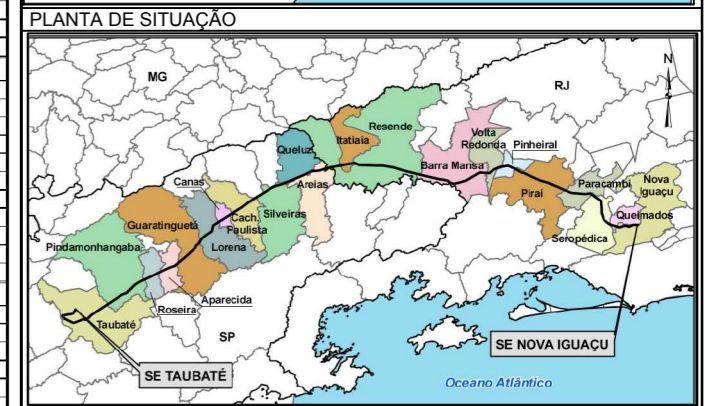 PLANTA DE SITUAÇÃO
MG
RJ
N
Resende
Itatiaia
Queluz
Volta
Redonda
Pinheiral
Barra Mansa
Canas
Areias
Piraí
Paracambi
Nova
Iguaçu
Guaratinguetá
Cach.
Paulista
Silveiras
Queimados
Pindamonhangaba
Lorena
Seropédica
Aparecida
Roseira
Taubaté
SP
SE NOVA IGUAÇU
SE TAUBATÉ
Oceano Atlântico